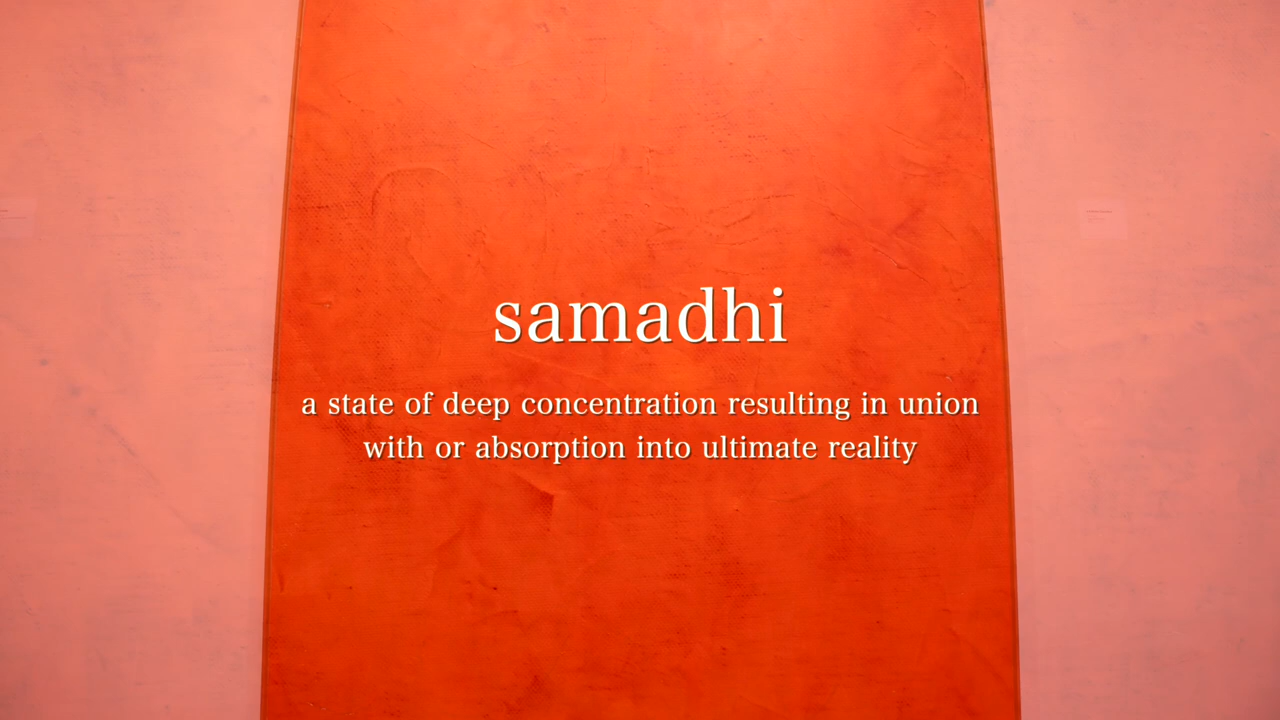 samadhi
a state of deep concentration resulting in union
with or absorption into ultimate reality